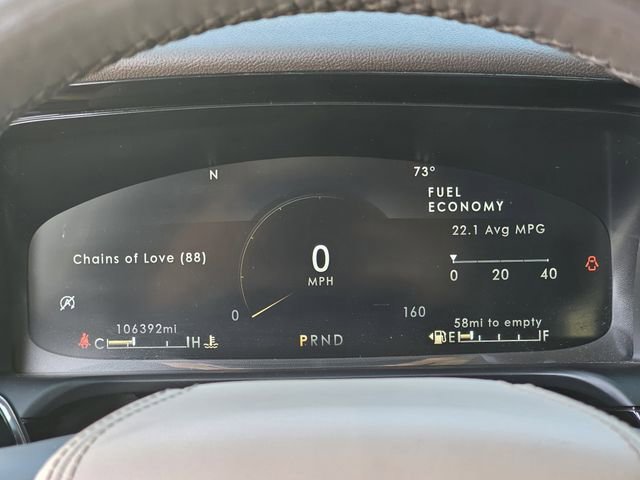 N
73°
FUEL
ECONOMY
22.1 Avg MPG
0 20 40
Chains of Love (88)
0
MPH
0
160
106392mi
58mi to empty
C H
PRND
E F